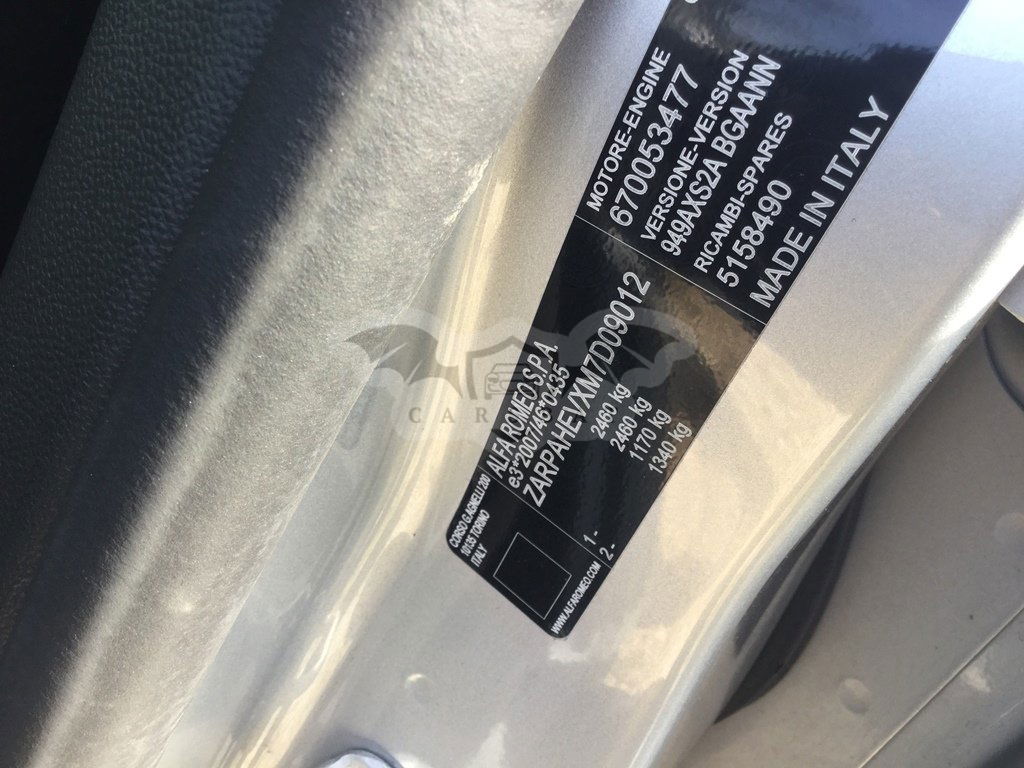 MOTORE-ENGINE
670053477
VERSIONE-VERSION
949AXS2A BGAANN
RICAMBI-SPARES
5158490
MADE IN ITALY
CORSO G.AGNELLI 200
10135 TORINO
ITALY
ALFA ROMEO S.P.A.
e3*2007/46*0435
ZARPAHEVXM7D09012
2460 kg
2460 kg
1 - 1170 kg
2 - 1340 kg
WWW.ALFAROMEO.COM